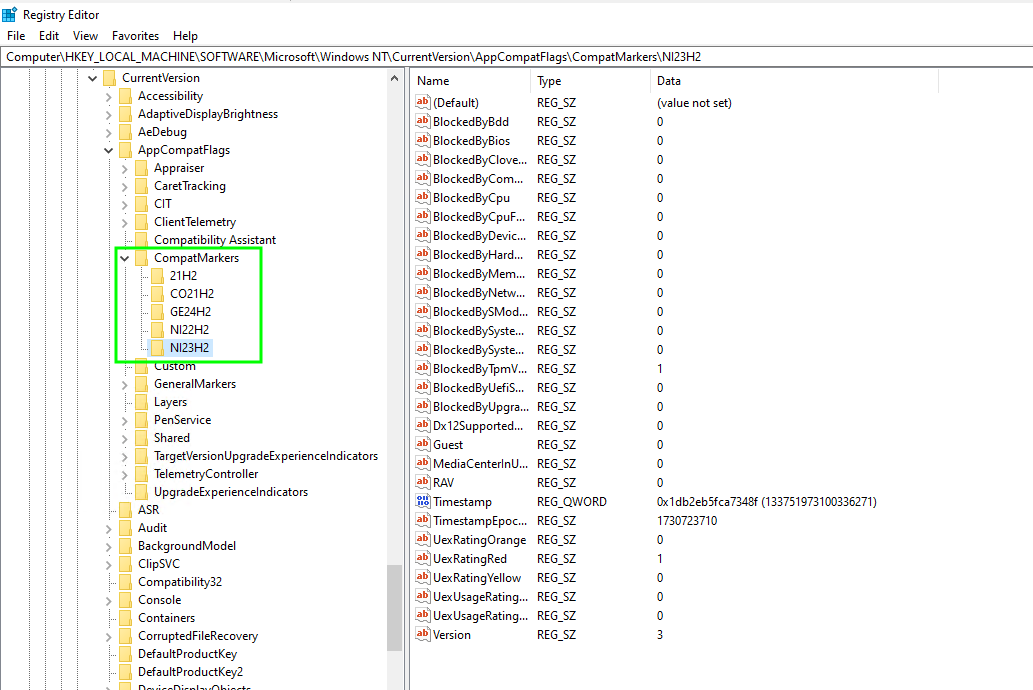 Registry Editor
File Edit View Favorites Help
Computer\HKEY_LOCAL_MACHINE\SOFTWARE\Microsoft\Windows NT\CurrentVersion\AppCompatFlags\CompatMarkers\NI23H2
CurrentVersion
Accessibility
AdaptiveDisplayBrightness
AeDebug
AppCompatFlags
Appraiser
CaretTracking
CIT
ClientTelemetry
Compatibility Assistant
CompatMarkers
21H2
CO21H2
GE24H2
NI22H2
NI23H2
Custom
GeneralMarkers
Layers
PenService
Shared
TargetVersionUpgradeExperienceIndicators
TelemetryController
UpgradeExperienceIndicators
ASR
Audit
BackgroundModel
ClipSVC
Compatibility32
Console
Containers
CorruptedFileRecovery
DefaultProductKey
DefaultProductKey2
DeviceDisplayObjects
Name Type Data
(Default) REG_SZ (value not set)
BlockedByBdd REG_SZ 0
BlockedByBios REG_SZ 0
BlockedByClove... REG_SZ 0
BlockedByCom... REG_SZ 0
BlockedByCpu REG_SZ 0
BlockedByCpuF... REG_SZ 0
BlockedByDevic... REG_SZ 0
BlockedByHard... REG_SZ 0
BlockedByMem... REG_SZ 0
BlockedByNetw... REG_SZ 0
BlockedBySMod... REG_SZ 0
BlockedBySyste... REG_SZ 0
BlockedBySyste... REG_SZ 0
BlockedByTpmV... REG_SZ 1
BlockedByUefiS... REG_SZ 0
BlockedByUpgra... REG_SZ 0
Dx12Supported... REG_SZ 0
Guest REG_SZ 0
MediaCenterInU... REG_SZ 0
RAV REG_SZ 0
Timestamp REG_QWORD 0x1db2eb5fca7348f (133751973100336271)
TimestampEpoc... REG_SZ 1730723710
UexRatingOrange REG_SZ 0
UexRatingRed REG_SZ 1
UexRatingYellow REG_SZ 0
UexUsageRating... REG_SZ 0
UexUsageRating... REG_SZ 0
Version REG_SZ 3